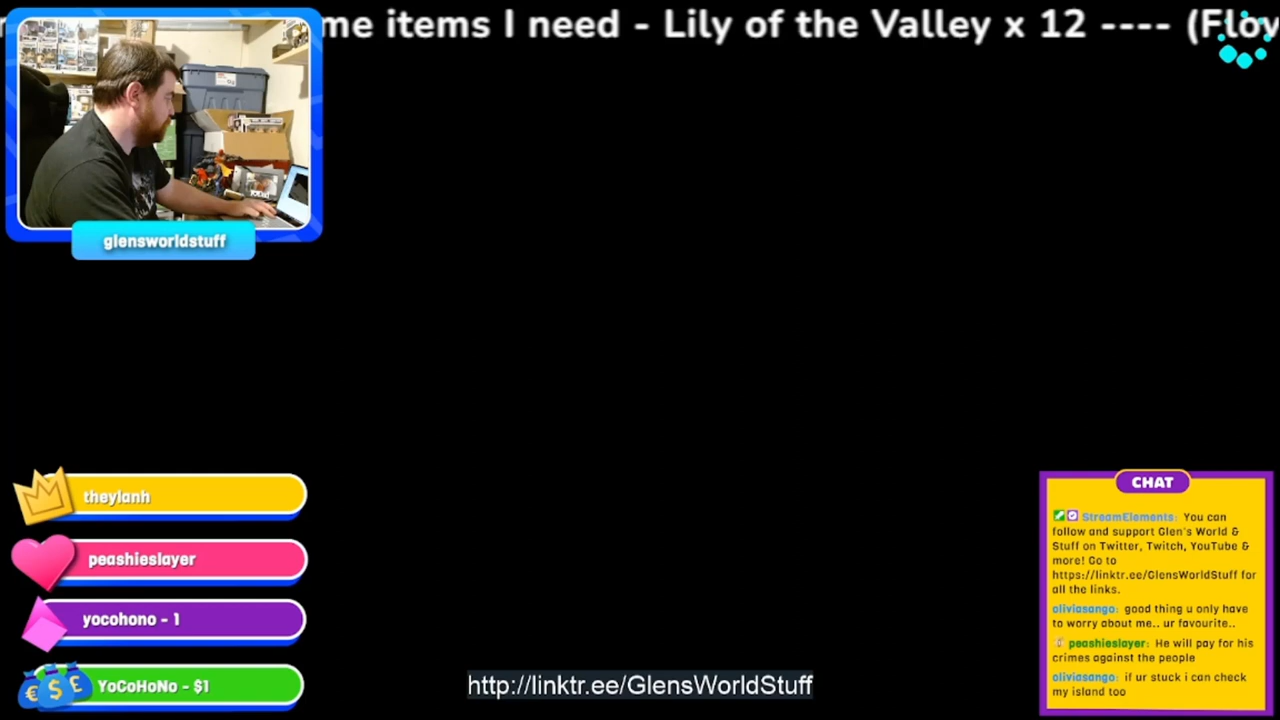 me items I need - Lily of the Valley x 12 ---- (Floy
glensworldstuff
theylanh
peashieslayer
yocohono - 1
YoCoHoNo - $1
http://linktr.ee/GlensWorldStuff
CHAT
StreamElements: You can
follow and support Glen's World &
Stuff on Twitter, Twitch, YouTube &
more! Go to
https://linktr.ee/GlensWorldStuff for
all the links.
oliviasango: good thing u only have
to worry about me.. ur favourite..
peashieslayer: He will pay for his
crimes against the people
oliviasango: if ur stuck i can check
my island too